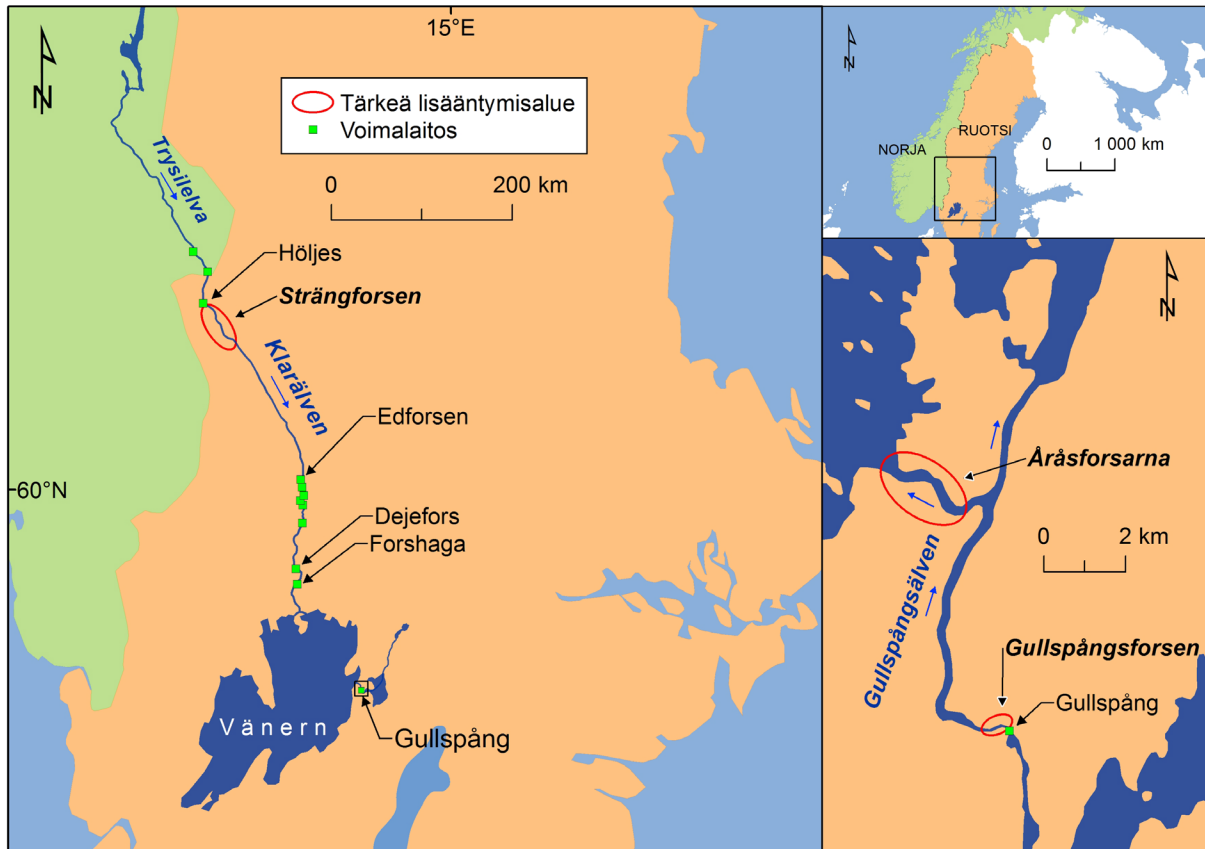 15°E
N
Tärkeä lisääntymisalue
Voimalaitos
0 200 km
Trysilelva
Höljes
Strängforsen
Klarälven
Edforsen
60°N
Dejefors
Forshaga
Vänern
Gullspång
RUOTSI
NORJA
0 1 000 km
N
Åråsforsarna
0 2 km
Gullspångsälven
Gullspångsforsen
Gullspång